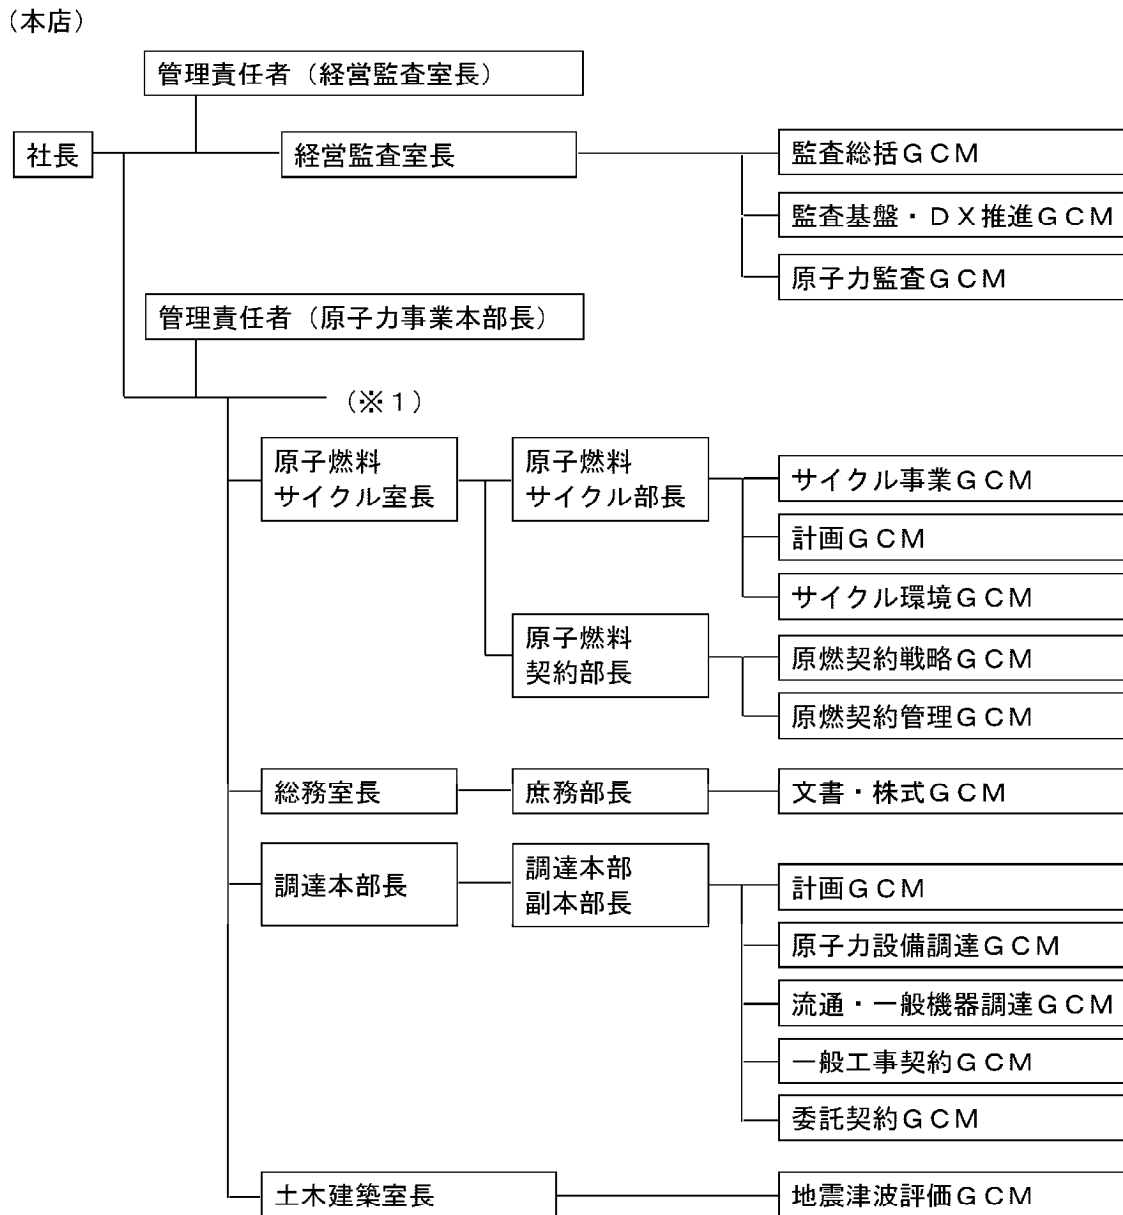 （本店）
管理責任者（経営監査室長）
社長
経営監査室長
監査総括ＧＣＭ
監査基盤・ＤＸ推進ＧＣＭ
原子力監査ＧＣＭ
管理責任者（原子力事業本部長）
（※１）
原子燃料
サイクル室長
原子燃料
サイクル部長
サイクル事業ＧＣＭ
計画ＧＣＭ
サイクル環境ＧＣＭ
原子燃料
契約部長
原燃契約戦略ＧＣＭ
原燃契約管理ＧＣＭ
総務室長
庶務部長
文書・株式ＧＣＭ
調達本部長
調達本部
副本部長
計画ＧＣＭ
原子力設備調達ＧＣＭ
流通・一般機器調達ＧＣＭ
一般工事契約ＧＣＭ
委託契約ＧＣＭ
土木建築室長
地震津波評価ＧＣＭ